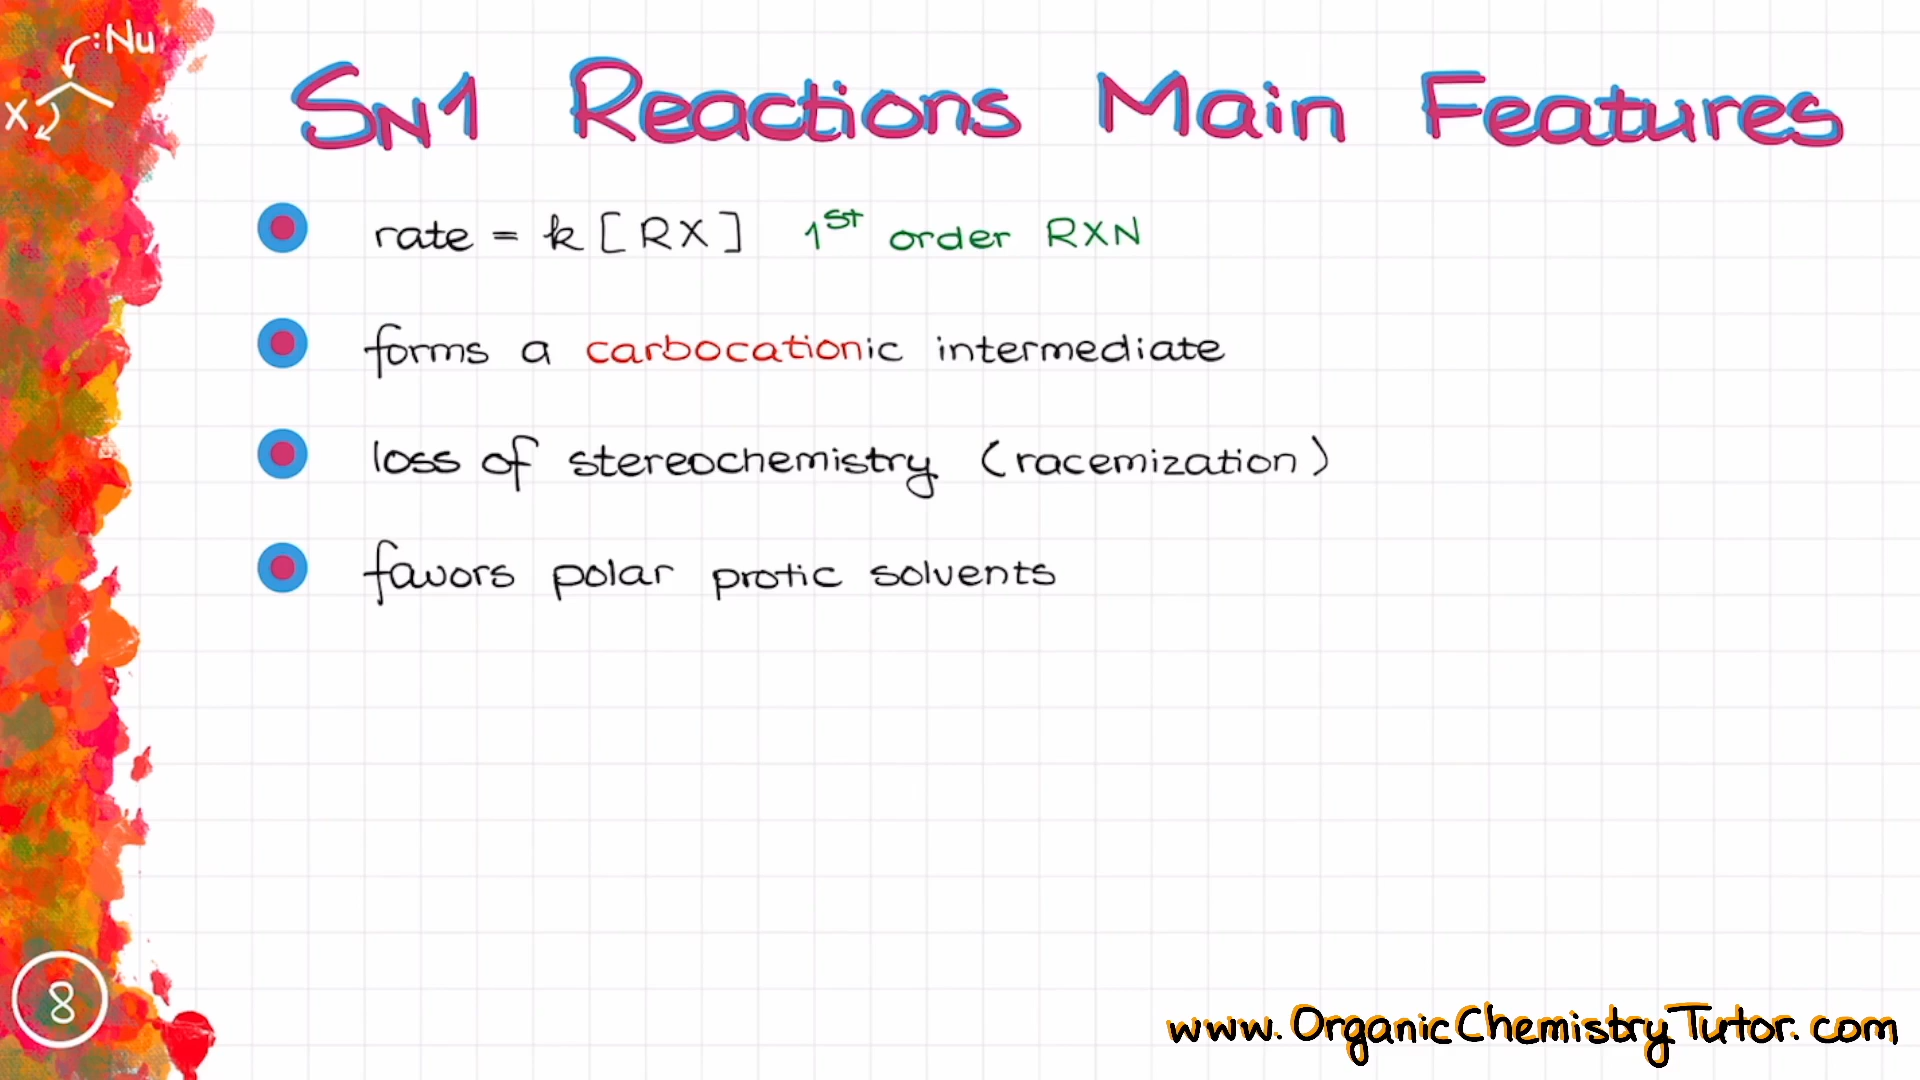 :Nu
X
SN1 Reactions Main Features
rate = k [RX] 1st order RXN
forms a carbocationic intermediate
loss of stereochemistry (racemization)
favors polar protic solvents
8
www.OrganicChemistryTutor.com